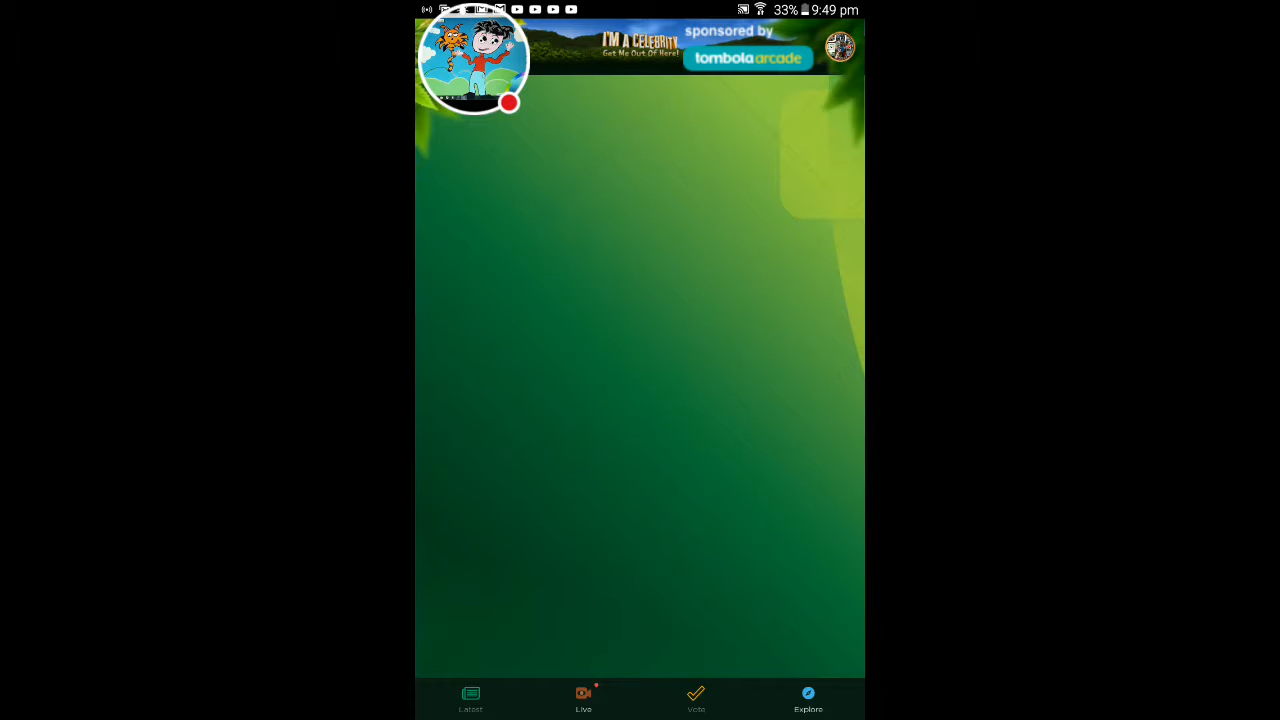 33% 9:49 pm
I'M A CELEBRITY
Get Me Out Of Here!
sponsored by
tombola arcade
Latest
Live
Vote
Explore